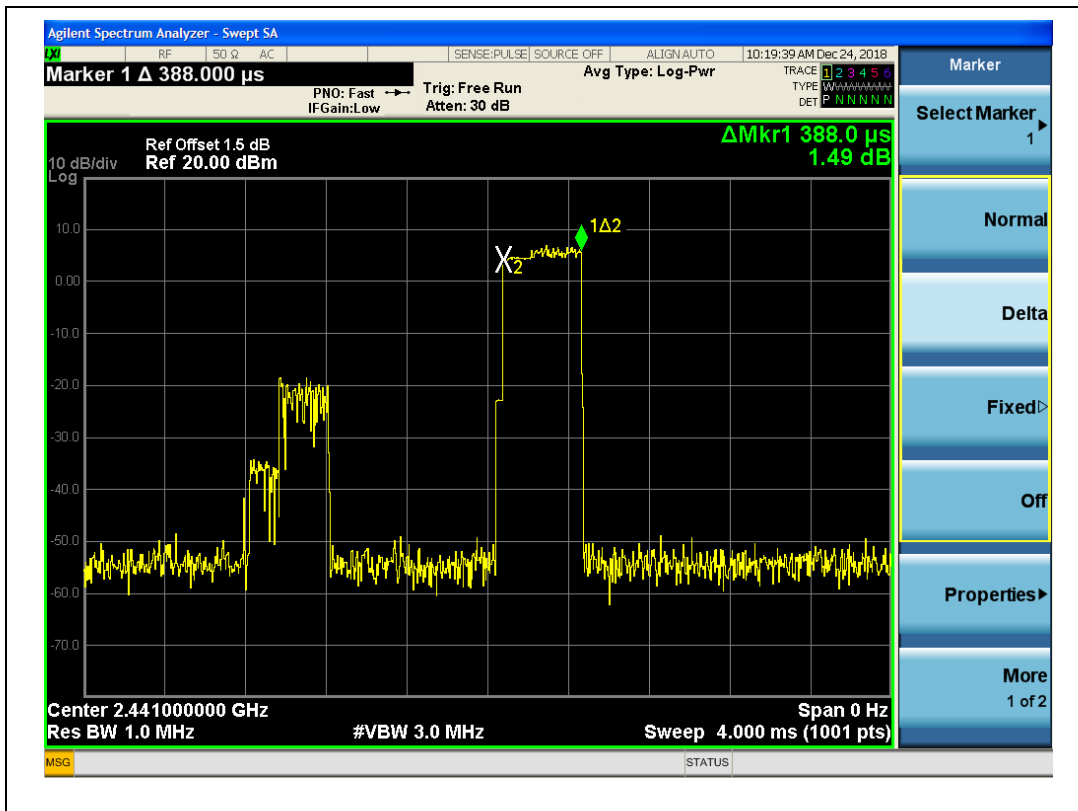 Agilent Spectrum Analyzer - Swept SA
LXI RF 50 Ω AC SENSE:PULSE SOURCE OFF ALIGN AUTO 10:19:39 AM Dec 24, 2018
Marker 1 Δ 388.000 µs
Avg Type: Log-Pwr
TRACE 1 2 3 4 5 6
TYPE WWWWWW
DET P N N N N N
PNO: Fast
IFGain:Low
Trig: Free Run
Atten: 30 dB
ΔMkr1 388.0 µs
1.49 dB
Ref Offset 1.5 dB
10 dB/div Ref 20.00 dBm
Log
10.0
0.00
-10.0
-20.0
-30.0
-40.0
-50.0
-60.0
-70.0
1Δ2
2
Center 2.441000000 GHz Span 0 Hz
Res BW 1.0 MHz #VBW 3.0 MHz Sweep 4.000 ms (1001 pts)
MSG STATUS
Marker
Select Marker
1
Normal
Delta
Fixed
Off
Properties
More
1 of 2